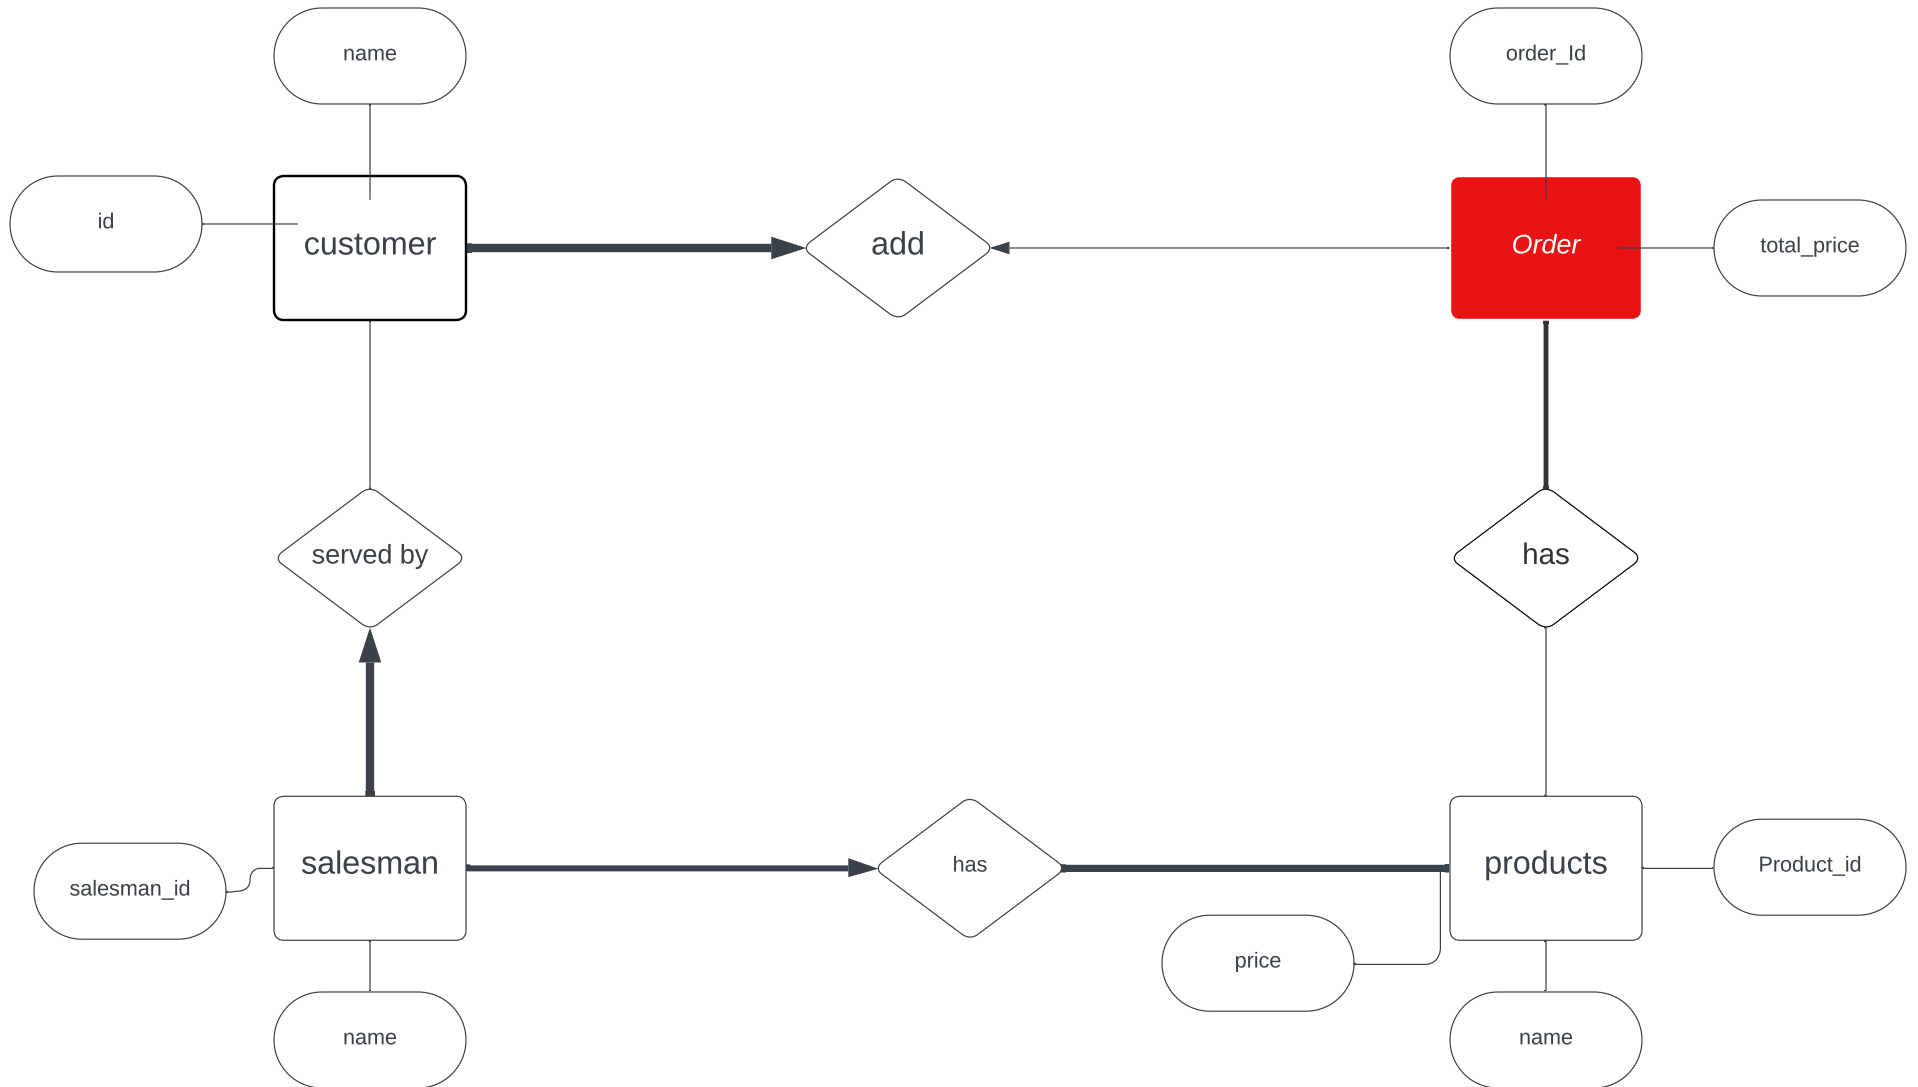 name
order_Id
id
customer
add
Order
total_price
served by
has
salesman
has
products
salesman_id
Product_id
price
name
name